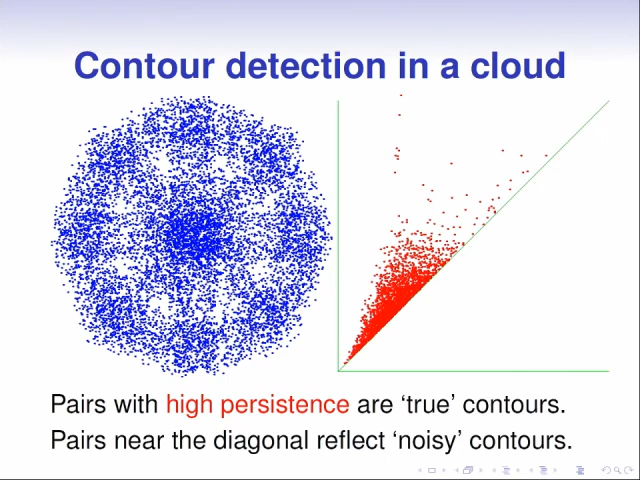 Contour detection in a cloud
Pairs with high persistence are ‘true’ contours.
Pairs near the diagonal reflect ‘noisy’ contours.